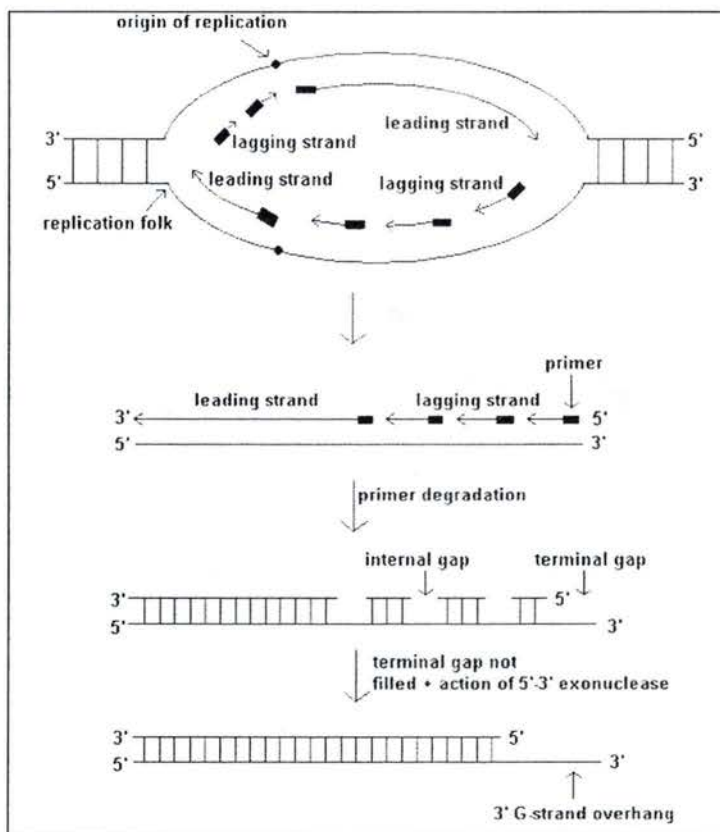 origin of replication
leading strand
3' lagging strand 5'
leading strand lagging strand
5' 3'
replication folk
primer
leading strand lagging strand
3' 5'
5' 3'
primer degradation
internal gap terminal gap
3' 5'
5' 3'
terminal gap not
filled + action of 5'-3' exonuclease
3' 5'
5' 3'
3' G-strand overhang